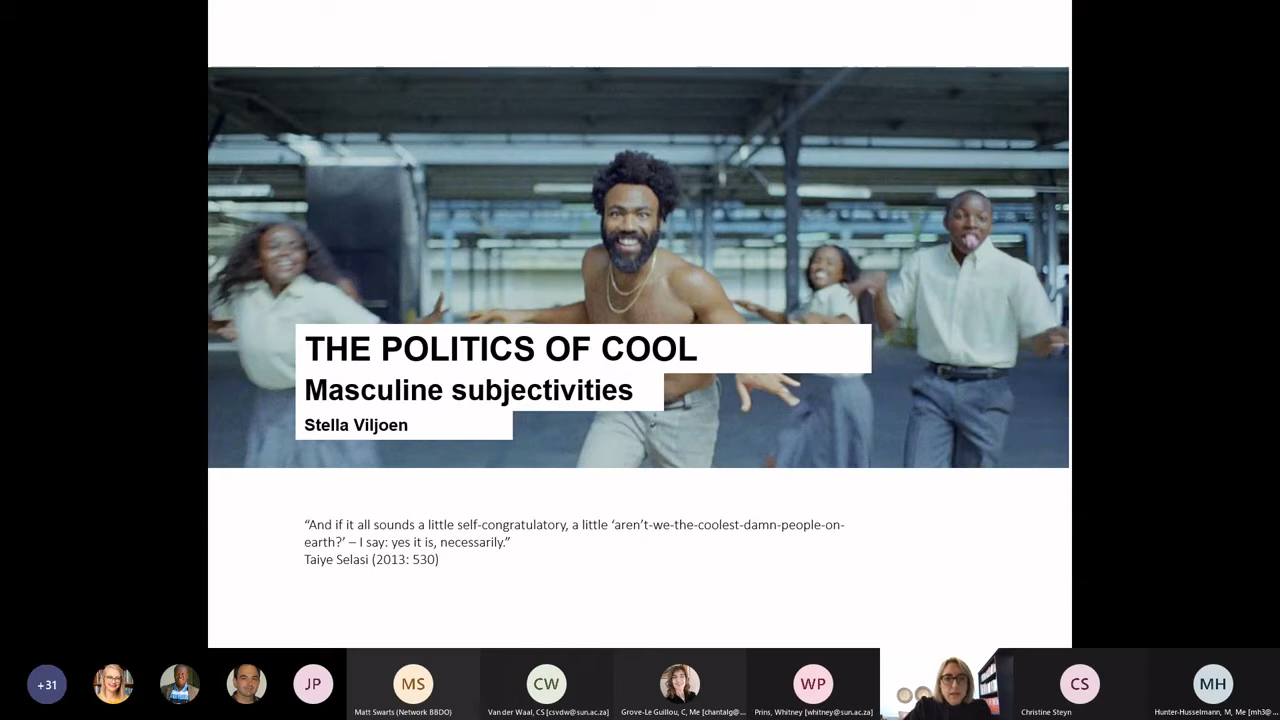 THE POLITICS OF COOL
Masculine subjectivities
Stella Viljoen
“And if it all sounds a little self-congratulatory, a little ‘aren’t-we-the-coolest-damn-people-on-
earth?’ – I say: yes it is, necessarily.”
Taiye Selasi (2013: 530)
+31
JP
MS
CW
WP
CS
MH
Matt Swarts (Network BBDO)
Van der Waal, CS [csvdw@sun.ac.za]
Grove-Le Guillou, C, Me [chantalg@...
Prins, Whitney [whitney@sun.ac.za]
Christine Steyn
Hunter-Husselmann, M, Me [mh3@...